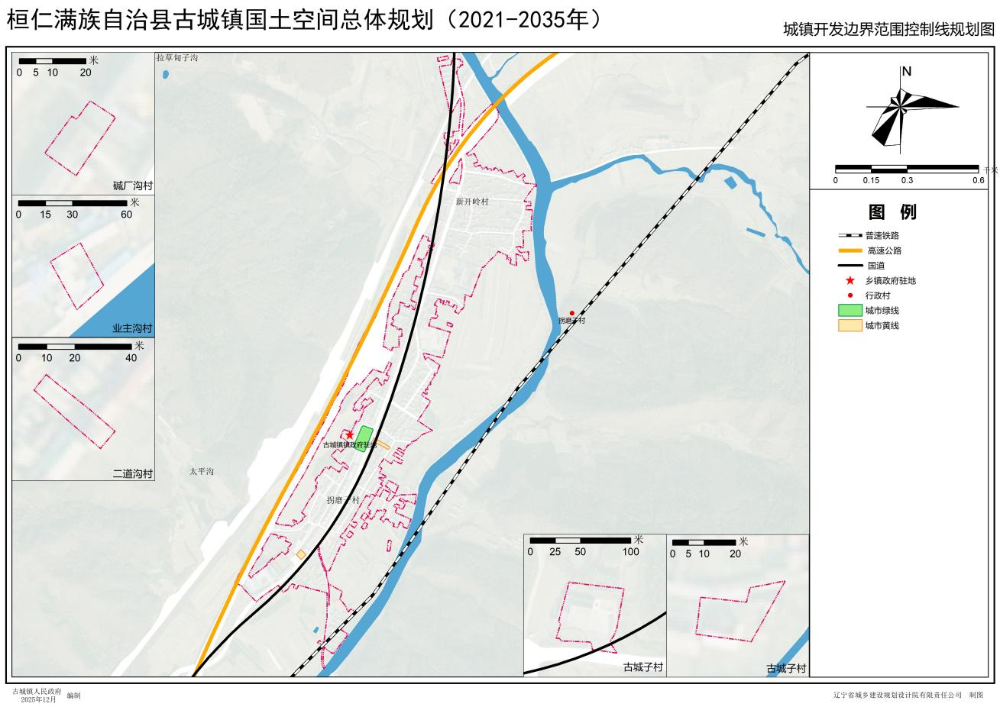 桓仁满族自治县古城镇国土空间总体规划（2021-2035年）
城镇开发边界范围控制线规划图
米
0 5 10 20
碱厂沟村
米
0 15 30 60
业主沟村
米
0 10 20 40
二道沟村
拉草甸子沟
新开岭村
拐磨子村
古城镇镇政府驻地
太平沟
拐磨子村
米
0 25 50 100
古城子村
米
0 5 10 20
古城子村
N
千米
0 0.15 0.3 0.6
图 例
普速铁路
高速公路
国道
乡镇政府驻地
行政村
城市绿线
城市黄线
古城镇人民政府
2025年12月
编制
辽宁省城乡建设规划设计院有限责任公司 制图